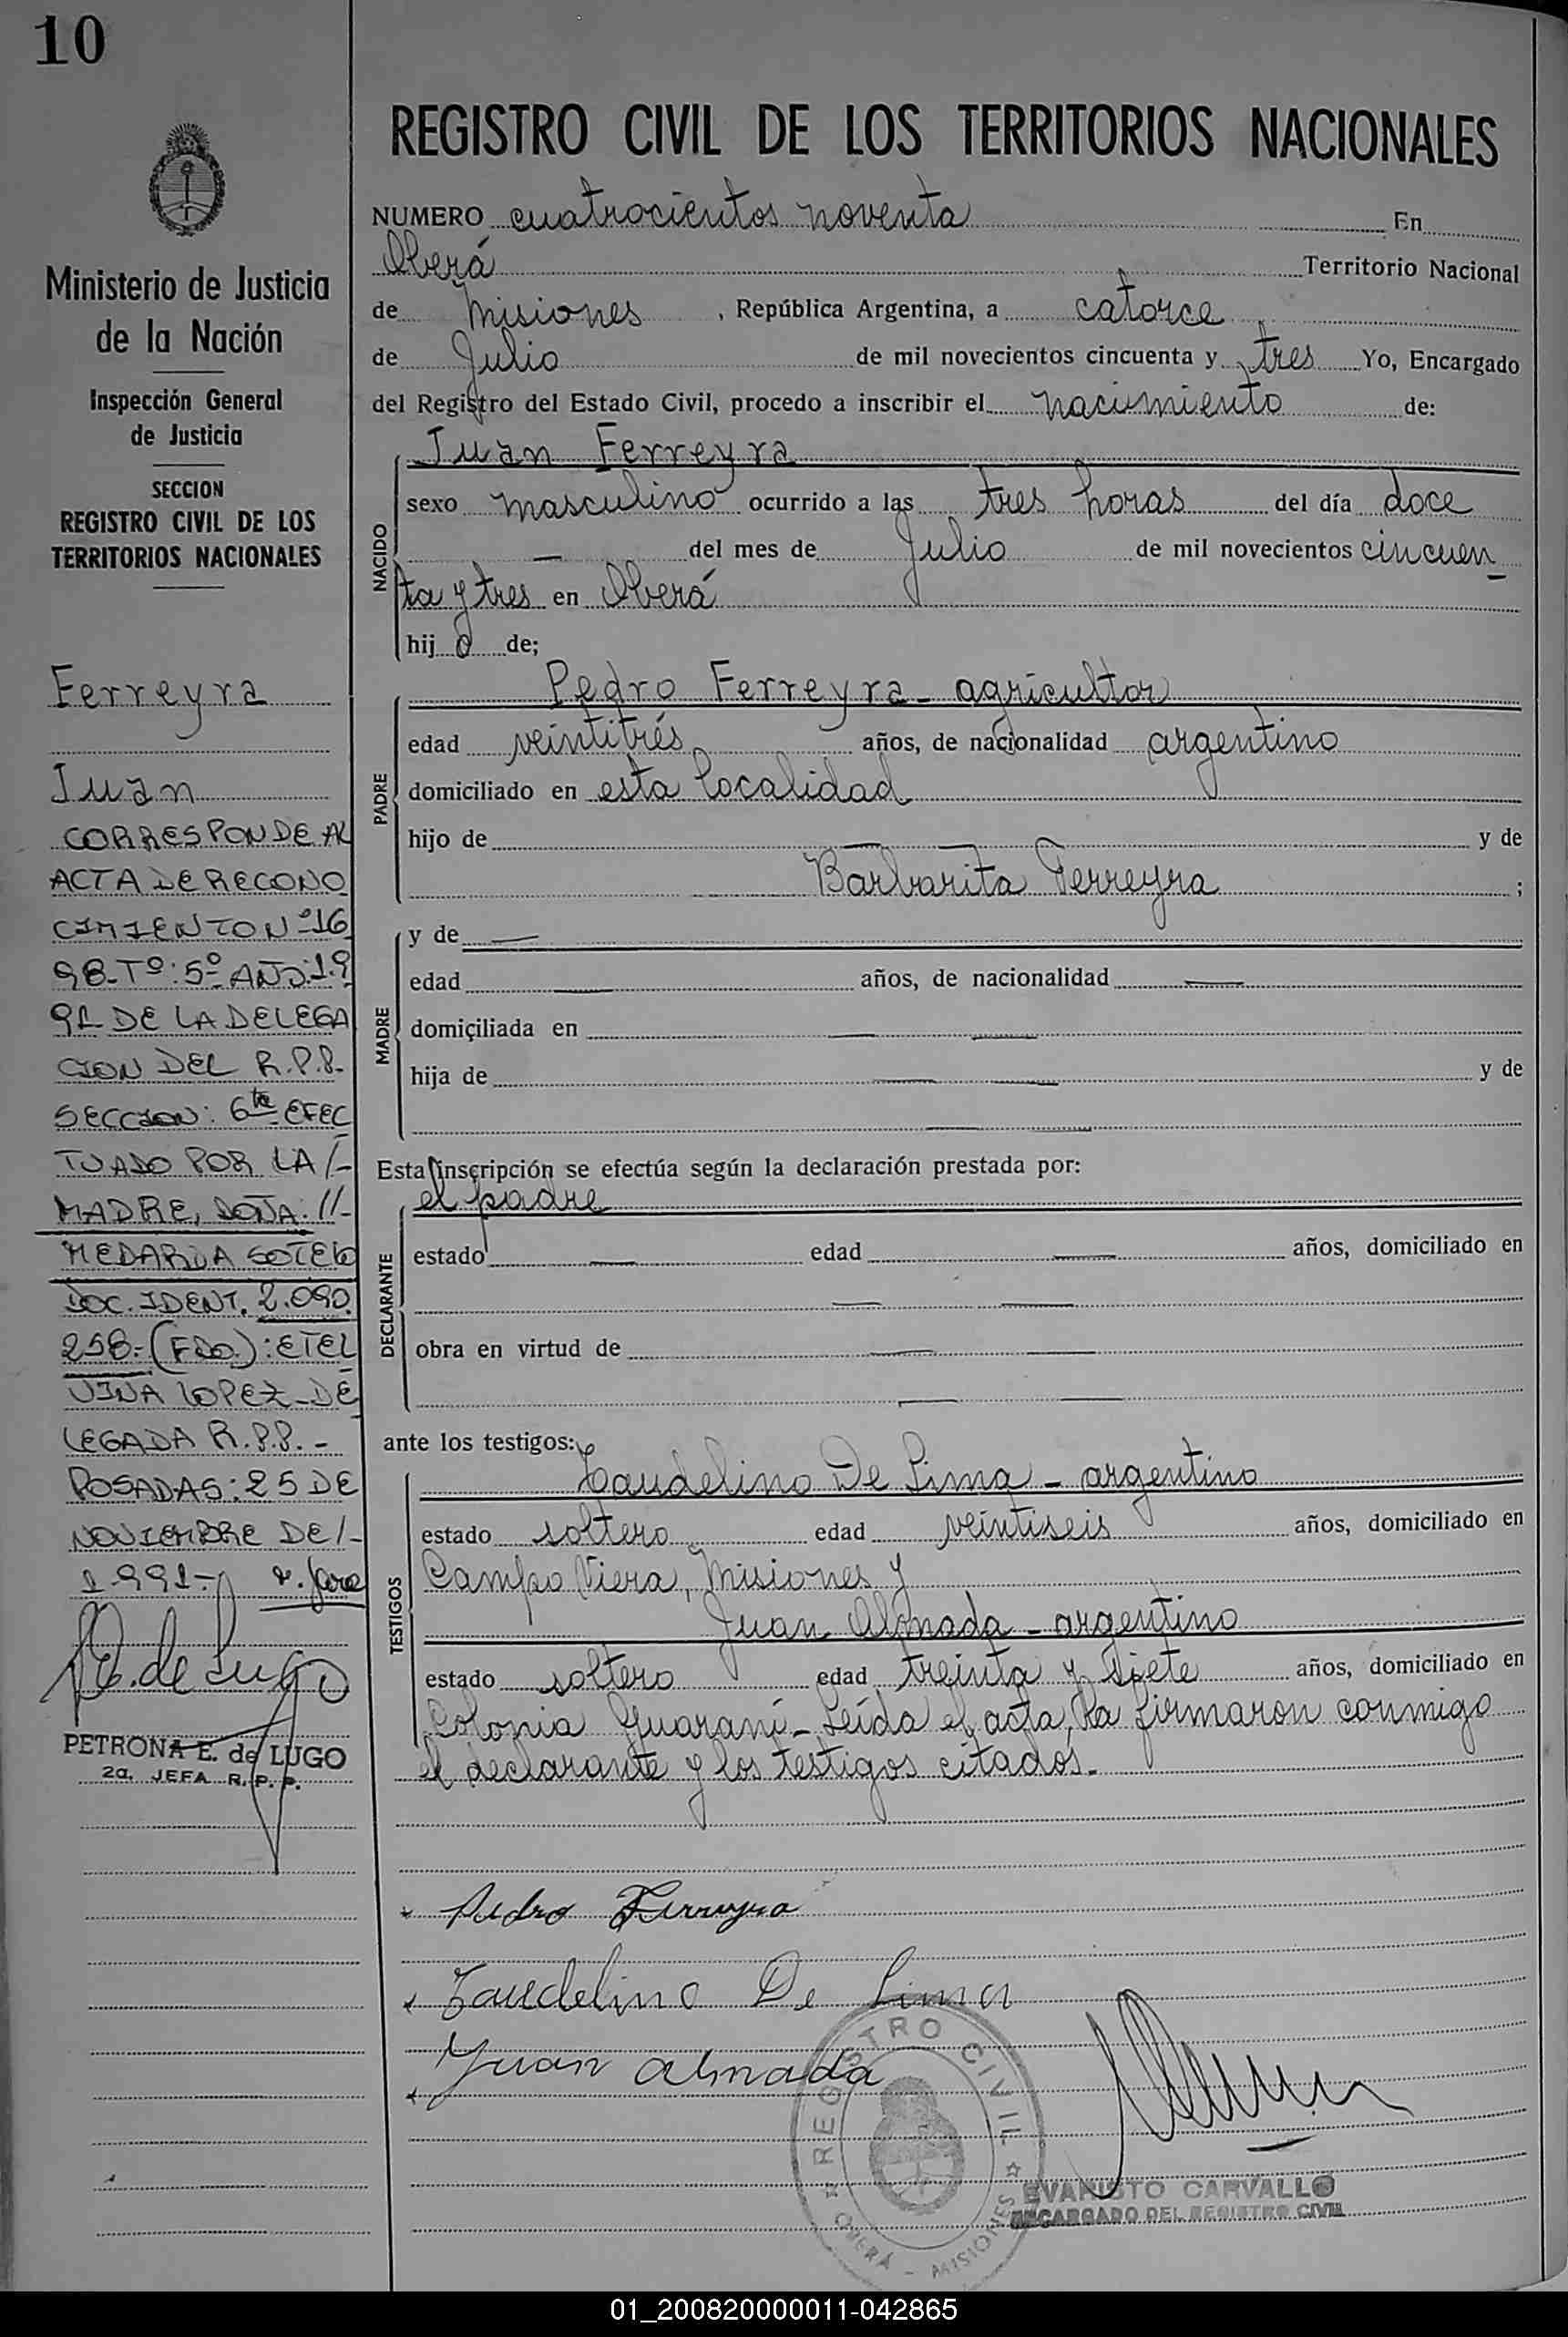 10
Ministerio de Justicia
de la Nación
Inspección General
de Justicia
SECCION
REGISTRO CIVIL DE LOS
TERRITORIOS NACIONALES
Ferreyra
Juan
CORRESPONDE AL
ACTA DE RECONO
CIMIENTO Nº 16
98-Tº: 5º AÑO: 19
91 DE LA DELEGA
CION DEL R.P.P.-
SECCION: 6ta EFEC
TUADO POR LA /-
MADRE, DOÑA: //-
MEDARDA SOTELO
DOC. IDENT. 2.090.
258.- (FDO.): ETEL
VINA LOPEZ-DE
LEGADA R.P.P.-
POSADAS: 25 DE
NOVIEMBRE DE /-
1991-
P.E. de Lugo
PETRONA E. de LUGO
2a. JEFA R.P.P.
REGISTRO CIVIL DE LOS TERRITORIOS NACIONALES
NUMERO cuatrocientos noventa En
Oberá Territorio Nacional
de Misiones , República Argentina, a catorce
de Julio de mil novecientos cincuenta y tres Yo, Encargado
del Registro del Estado Civil, procedo a inscribir el nacimiento de:
NACIDO
Juan Ferreyra
sexo masculino ocurrido a las tres horas del día doce
— del mes de Julio de mil novecientos cincuen
ta y tres en Oberá
hij o de;
PADRE
Pedro Ferreyra - agricultor
edad veintitrés años, de nacionalidad argentino
domiciliado en esta localidad
hijo de y de
Barbarita Ferreyra ;
MADRE
y de —
edad — años, de nacionalidad —
domiciliada en — —
hija de — — y de
— —
Esta inscripción se efectúa según la declaración prestada por:
DECLARANTE
el padre
estado — edad — años, domiciliado en
— —
obra en virtud de — —
— —
ante los testigos:
TESTIGOS
Caudelino De Lima - argentino
estado soltero edad veintiseis años, domiciliado en
Campo Viera, Misiones y
Juan Almada - argentino
estado soltero edad treinta y siete años, domiciliado en
Colonia Guaraní - Leída el acta, la firmaron conmigo
el declarante y los testigos citados.
Pedro Ferreyra
Caudelino De Lima
Juan Almada
REGISTRO CIVIL
OBERÁ - MISIONES
EVARISTO CARVALLO
ENCARGADO DEL REGISTRO CIVIL
01_200820000011-042865